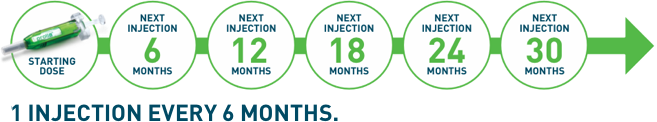 STARTING
DOSE
NEXT
INJECTION
6
MONTHS
NEXT
INJECTION
12
MONTHS
NEXT
INJECTION
18
MONTHS
NEXT
INJECTION
24
MONTHS
NEXT
INJECTION
30
MONTHS
1 INJECTION EVERY 6 MONTHS.